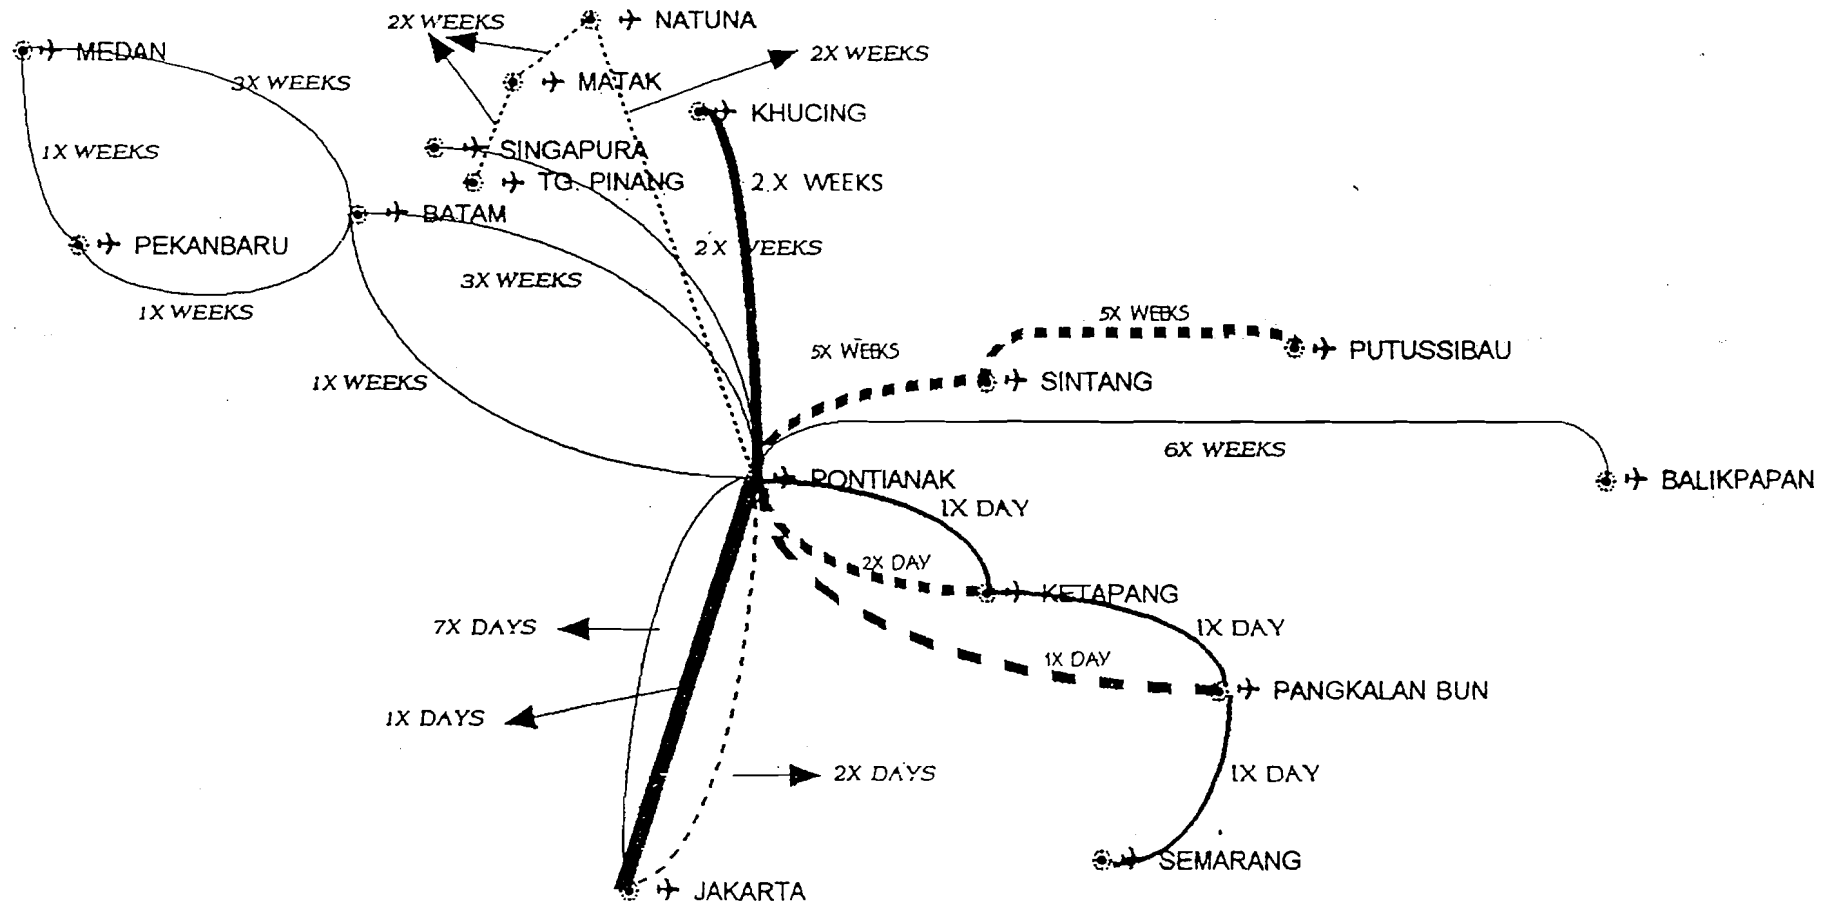 2X WEEKS
NATUNA
MEDAN
2X WEEKS
3X WEEKS
MATAK
KHUCING
1X WEEKS
SINGAPURA
TG. PINANG
2 X WEEKS
BATAM
PEKANBARU
2 X WEEKS
3X WEEKS
1X WEEKS
5X WEEKS
5X WEEKS
PUTUSSIBAU
1X WEEKS
SINTANG
6X WEEKS
PONTIANAK
BALIKPAPAN
1X DAY
2X DAY
KETAPANG
7X DAYS
1X DAY
1X DAY
PANGKALAN BUN
1X DAYS
2X DAYS
1X DAY
SEMARANG
JAKARTA